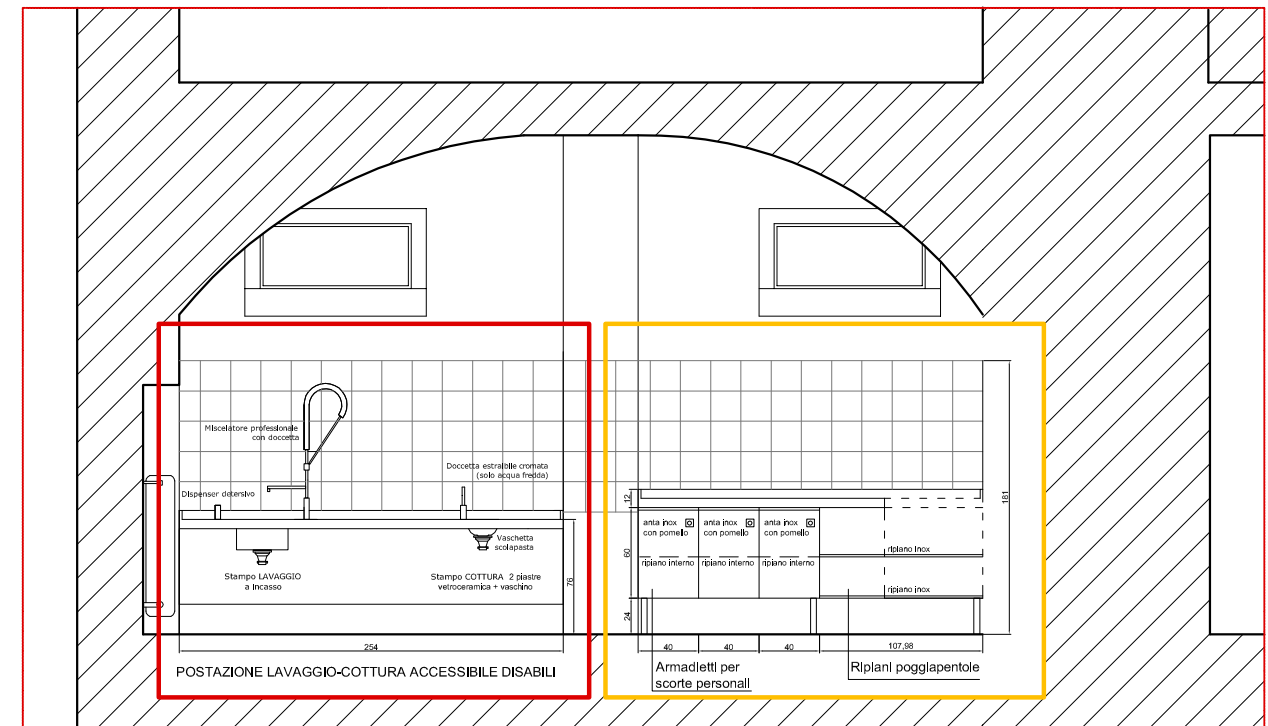 Miscelatore professionale
con doccetta
Doccetta estraibile cromata
(solo acqua fredda)
Dispenser detersivo
Vaschetta
scolapasta
Stampo LAVAGGIO
a incasso
Stampo COTTURA 2 piastre
vetroceramica + vaschino
76
254
POSTAZIONE LAVAGGIO-COTTURA ACCESSIBILE DISABILI
12
60
24
181
anta inox
con pomello
anta inox
con pomello
anta inox
con pomello
ripiano interno
ripiano interno
ripiano interno
ripiano inox
ripiano inox
40
40
40
107,98
Armadietti per
scorte personali
Ripiani poggiapentole